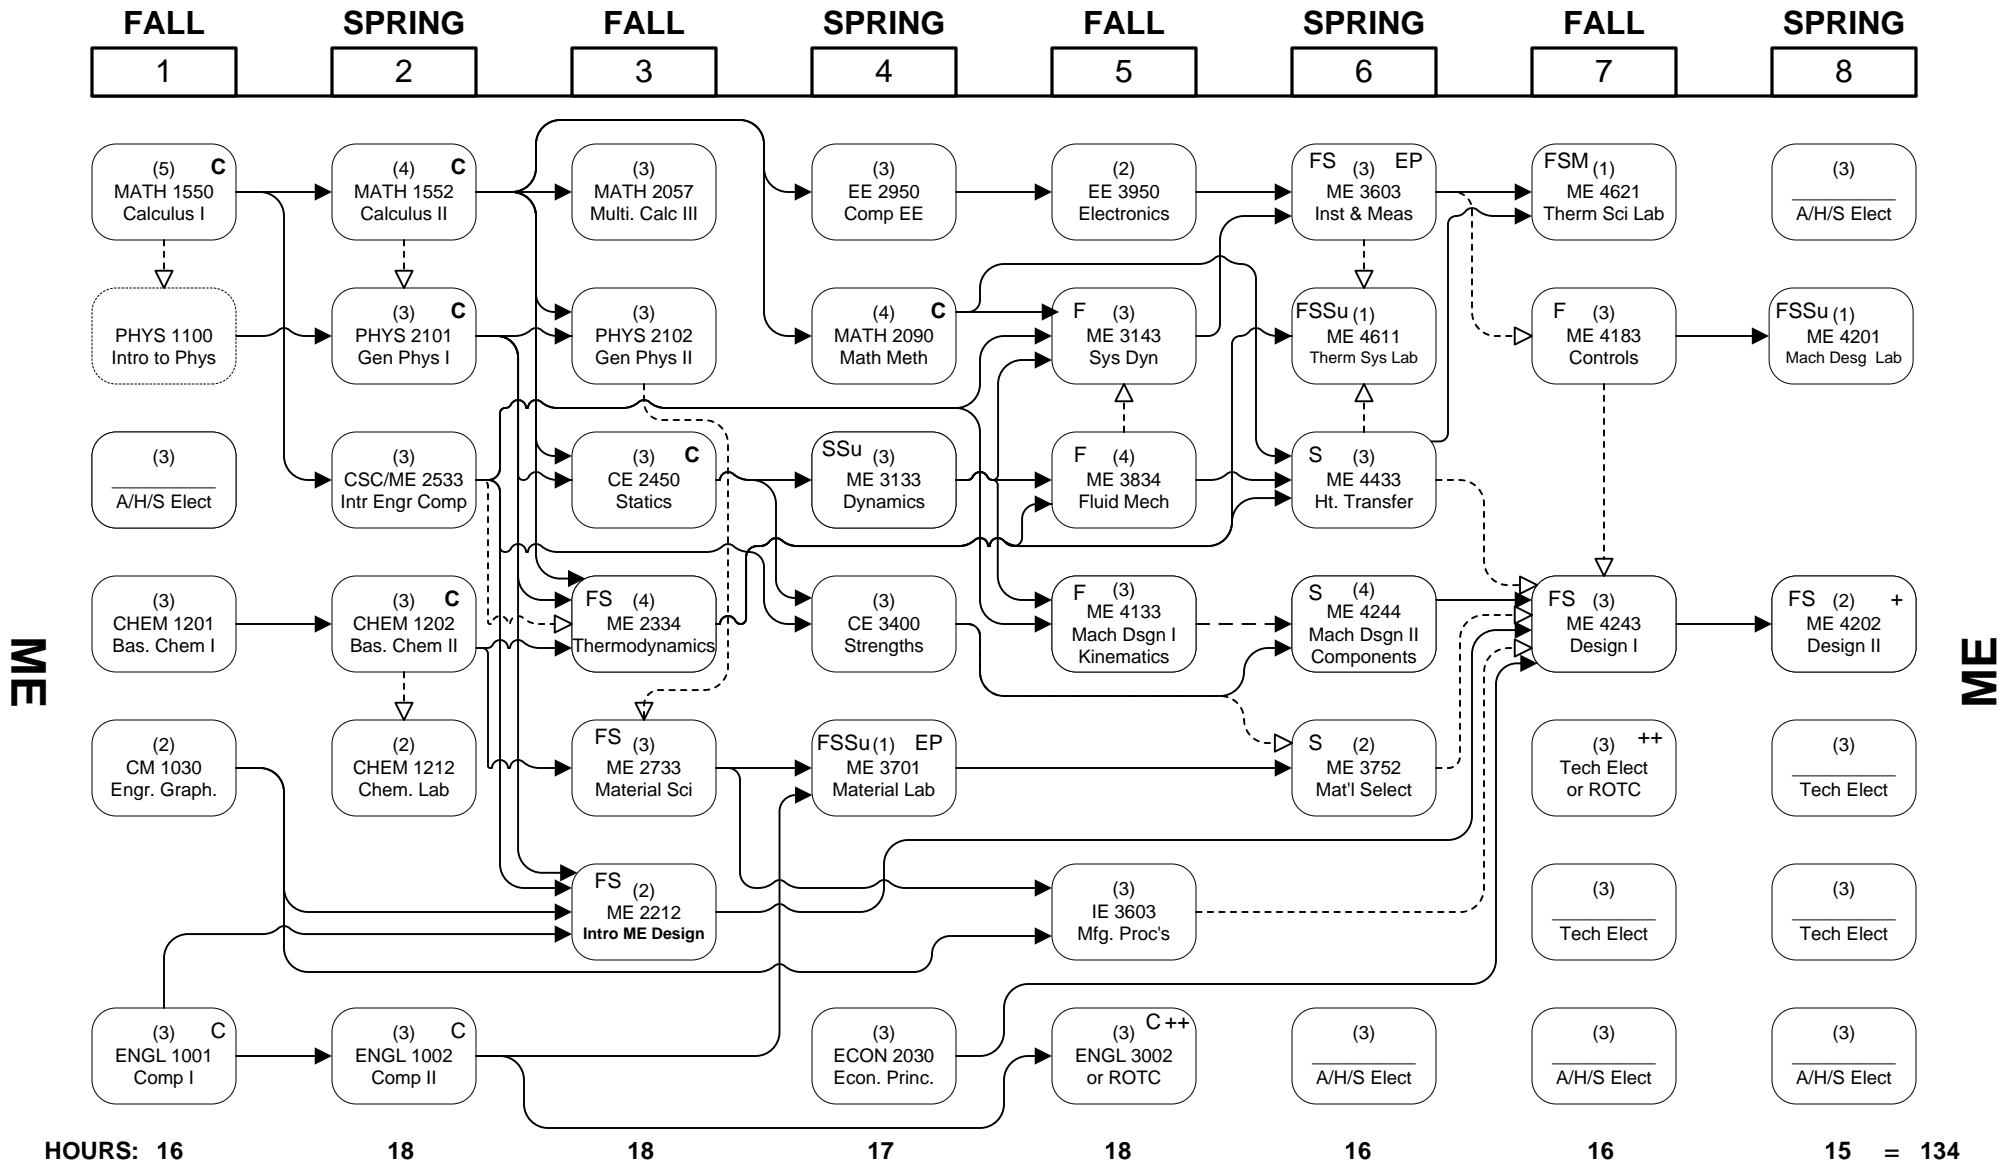 FALL SPRING FALL SPRING FALL SPRING FALL SPRING
1 2 3 4 5 6 7 8
(5) C
MATH 1550
Calculus I
(4) C
MATH 1552
Calculus II
(3)
MATH 2057
Multi. Calc III
(3)
EE 2950
Comp EE
(2)
EE 3950
Electronics
FS (3) EP
ME 3603
Inst & Meas
FSM (1)
ME 4621
Therm Sci Lab
(3)
A/H/S Elect
PHYS 1100
Intro to Phys
(3) C
PHYS 2101
Gen Phys I
(3)
PHYS 2102
Gen Phys II
(4) C
MATH 2090
Math Meth
F (3)
ME 3143
Sys Dyn
FSSu (1)
ME 4611
Therm Sys Lab
F (3)
ME 4183
Controls
FSSu (1)
ME 4201
Mach Desg Lab
(3)
A/H/S Elect
(3)
CSC/ME 2533
Intr Engr Comp
(3) C
CE 2450
Statics
SSu (3)
ME 3133
Dynamics
F (4)
ME 3834
Fluid Mech
S (3)
ME 4433
Ht. Transfer
(3)
CHEM 1201
Bas. Chem I
(3) C
CHEM 1202
Bas. Chem II
FS (4)
ME 2334
Thermodynamics
(3)
CE 3400
Strengths
F (3)
ME 4133
Mach Dsgn I
Kinematics
S (4)
ME 4244
Mach Dsgn II
Components
FS (3)
ME 4243
Design I
FS (2) +
ME 4202
Design II
ME
ME
(2)
CM 1030
Engr. Graph.
(2)
CHEM 1212
Chem. Lab
FS (3)
ME 2733
Material Sci
FSSu (1) EP
ME 3701
Material Lab
S (2)
ME 3752
Mat'l Select
(3) ++
Tech Elect
or ROTC
(3)
Tech Elect
FS (2)
ME 2212
Intro ME Design
(3)
IE 3603
Mfg. Proc's
(3)
Tech Elect
(3)
Tech Elect
(3) C
ENGL 1001
Comp I
(3) C
ENGL 1002
Comp II
(3)
ECON 2030
Econ. Princ.
(3) C ++
ENGL 3002
or ROTC
(3)
A/H/S Elect
(3)
A/H/S Elect
(3)
A/H/S Elect
HOURS: 16 18 18 17 18 16 16 15 = 134